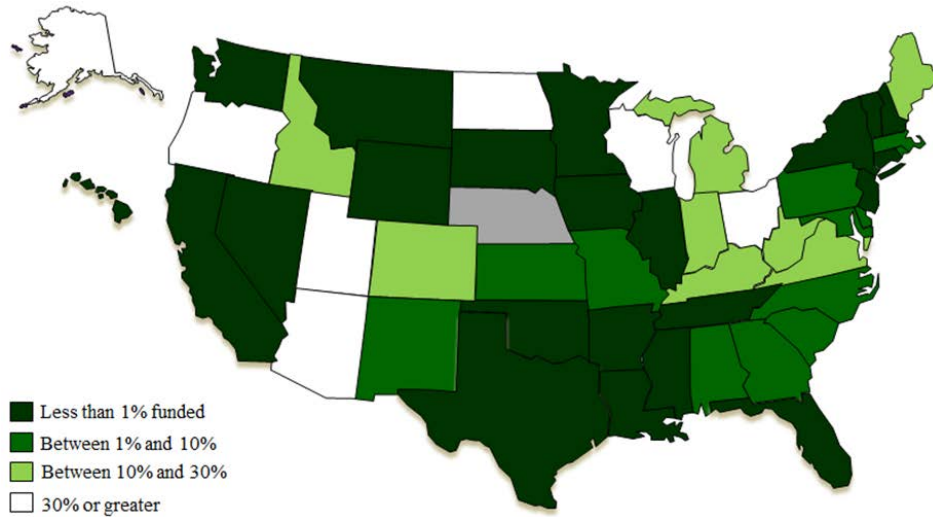 Less than 1% funded
Between 1% and 10%
Between 10% and 30%
30% or greater